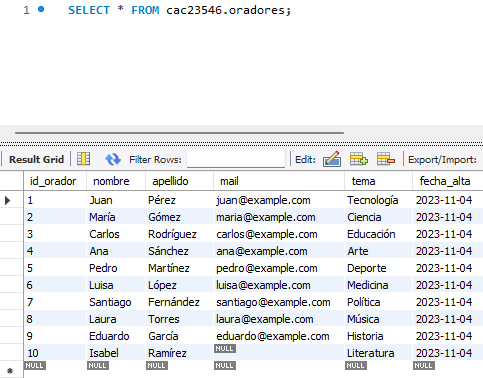 1 SELECT * FROM cac23546.oradores;
Result Grid Filter Rows: Edit: Export/Import:
id_orador nombre apellido mail tema fecha_alta
1 Juan Pérez juan@example.com Tecnología 2023-11-04
2 María Gómez maria@example.com Ciencia 2023-11-04
3 Carlos Rodríguez carlos@example.com Educación 2023-11-04
4 Ana Sánchez ana@example.com Arte 2023-11-04
5 Pedro Martínez pedro@example.com Deporte 2023-11-04
6 Luisa López luisa@example.com Medicina 2023-11-04
7 Santiago Fernández santiago@example.com Política 2023-11-04
8 Laura Torres laura@example.com Música 2023-11-04
9 Eduardo García eduardo@example.com Historia 2023-11-04
10 Isabel Ramírez NULL Literatura 2023-11-04
NULL NULL NULL NULL NULL NULL